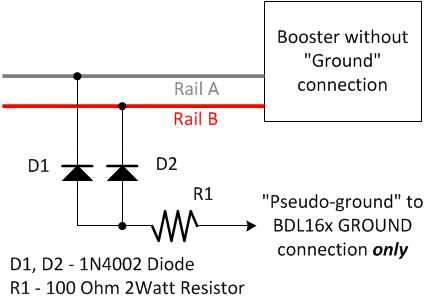 Booster without
"Ground"
connection
Rail A
Rail B
D1
D2
R1
"Pseudo-ground" to
BDL16x GROUND
connection only
D1, D2 - 1N4002 Diode
R1 - 100 Ohm 2Watt Resistor